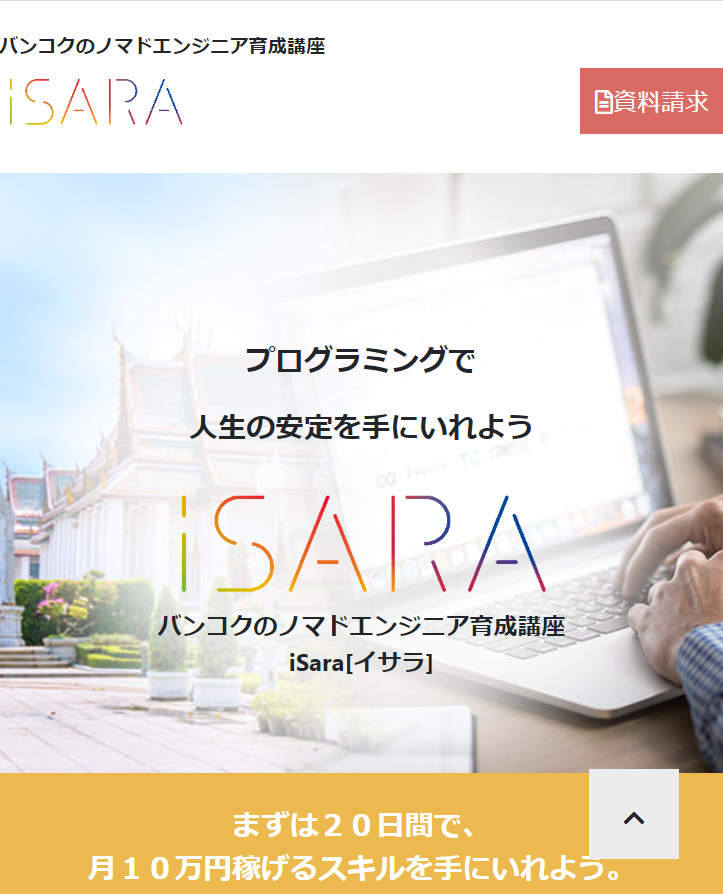 バンコクのノマドエンジニア育成講座
iSARA
資料請求
プログラミングで
人生の安定を手にいれよう
iSARA
バンコクのノマドエンジニア育成講座
iSara[イサラ]
まずは２０日間で、
月１０万円稼げるスキルを手にいれよう。